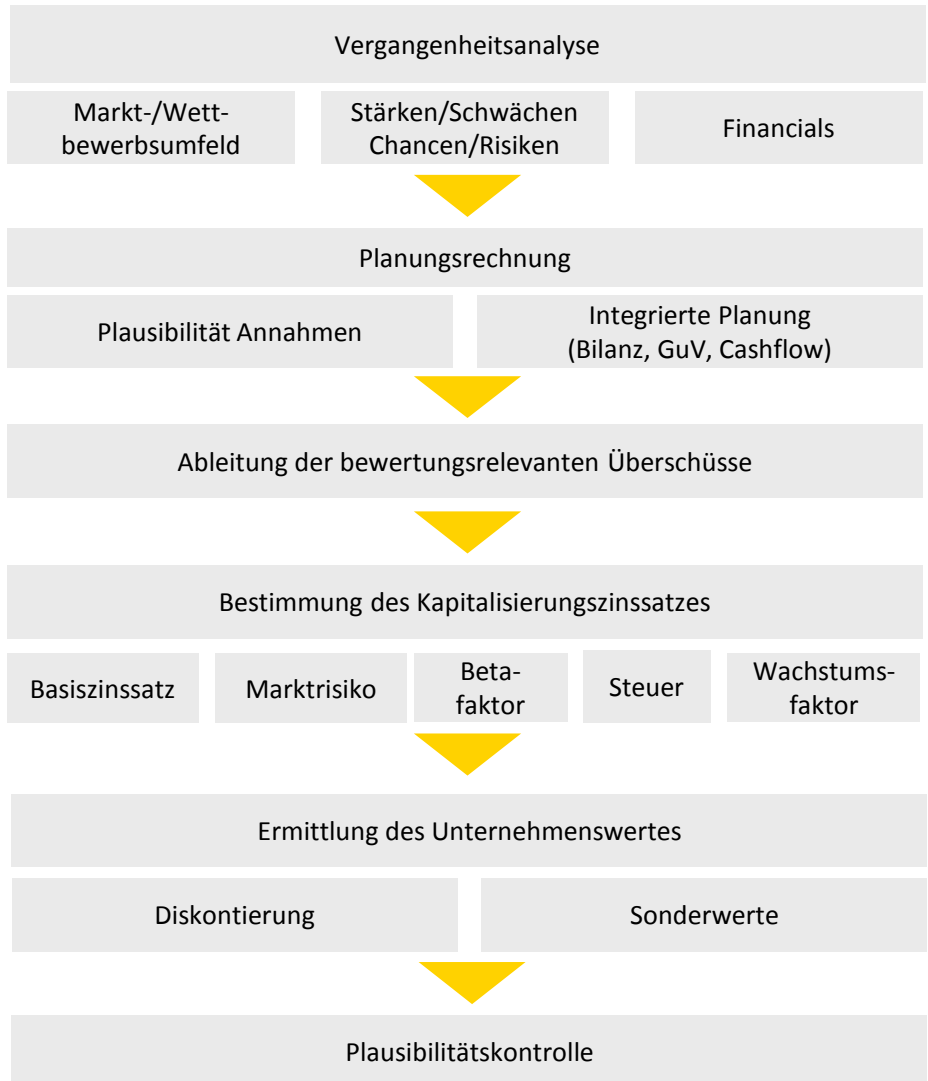 Vergangenheitsanalyse
Markt-/Wett-
bewerbsumfeld
Stärken/Schwächen
Chancen/Risiken
Financials
Planungsrechnung
Plausibilität Annahmen
Integrierte Planung
(Bilanz, GuV, Cashflow)
Ableitung der bewertungsrelevanten Überschüsse
Bestimmung des Kapitalisierungszinssatzes
Basiszinssatz
Marktrisiko
Beta-
faktor
Steuer
Wachstums-
faktor
Ermittlung des Unternehmenswertes
Diskontierung
Sonderwerte
Plausibilitätskontrolle